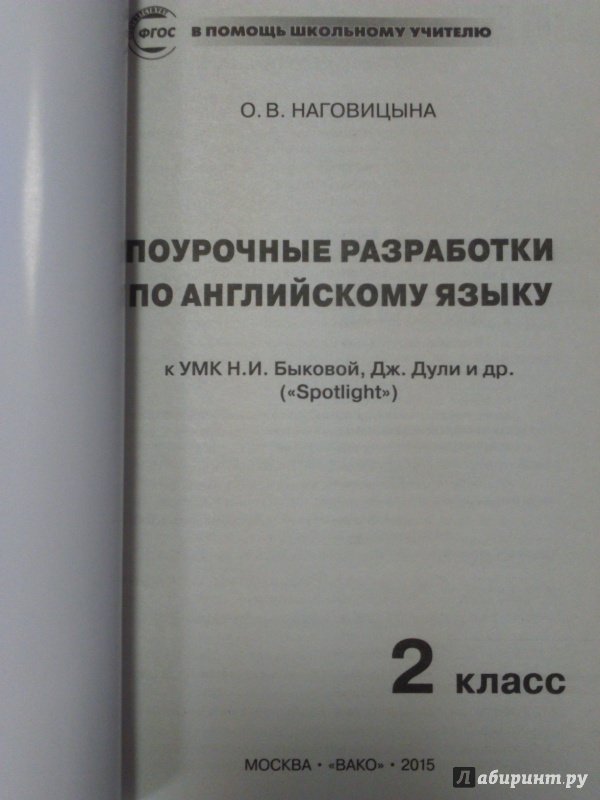 ФГОС
В ПОМОЩЬ ШКОЛЬНОМУ УЧИТЕЛЮ
О. В. НАГОВИЦЫНА
ПОУРОЧНЫЕ РАЗРАБОТКИ
ПО АНГЛИЙСКОМУ ЯЗЫКУ
к УМК Н.И. Быковой, Дж. Дули и др.
(«Spotlight»)
2 класс
МОСКВА • «ВАКО» • 2015
Лабиринт.ру